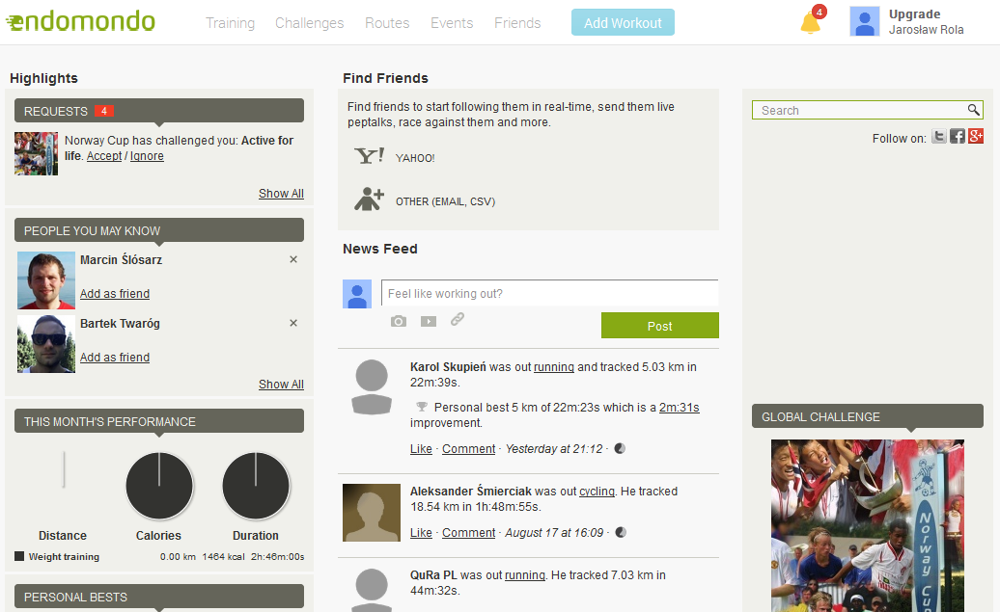 endomondo
Training Challenges Routes Events Friends Add Workout
4
Upgrade
Jarosław Rola
Highlights
REQUESTS 4
Norway Cup has challenged you: Active for
life. Accept / Ignore
Show All
PEOPLE YOU MAY KNOW
Marcin Ślósarz ×
Add as friend
Bartek Twaróg ×
Add as friend
Show All
THIS MONTH'S PERFORMANCE
Distance Calories Duration
Weight training 0.00 km 1464 kcal 2h:46m:00s
PERSONAL BESTS
Find Friends
Find friends to start following them in real-time, send them live
peptalks, race against them and more.
Y! YAHOO!
OTHER (EMAIL, CSV)
News Feed
Feel like working out?
Post
Karol Skupień was out running and tracked 5.03 km in
22m:39s.
Personal best 5 km of 22m:23s which is a 2m:31s
improvement.
Like · Comment · Yesterday at 21:12 ·
Aleksander Śmierciak was out cycling. He tracked
18.54 km in 1h:48m:55s.
Like · Comment · August 17 at 16:09 ·
QuRa PL was out running. He tracked 7.03 km in
44m:32s.
Search
Follow on: t f g+
GLOBAL CHALLENGE
Norway Cup